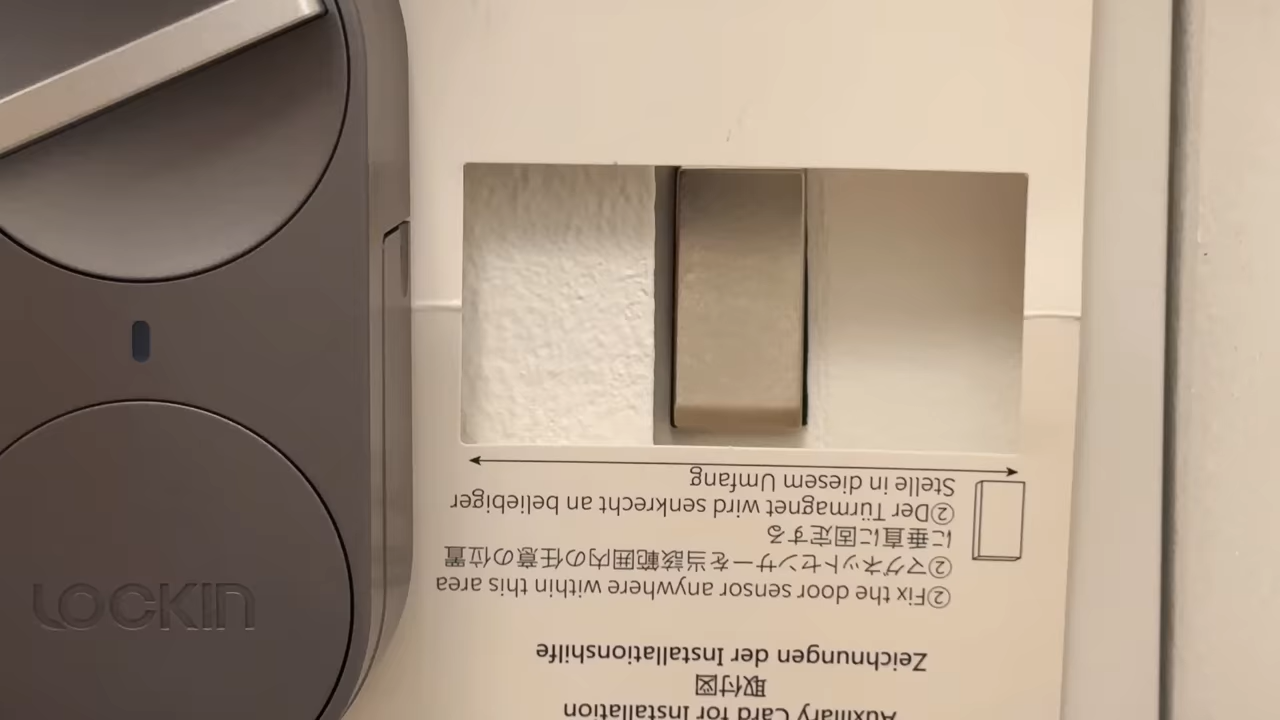 LOCKIN
Auxiliary Card for Installation
取付図
Zeichnungen der Installationshilfe
②Fix the door sensor anywhere within this area
②マグネットセンサーを当該範囲内の任意の位置
に垂直に固定する
②Der Türmagnet wird senkrecht an beliebiger
Stelle in diesem Umfang